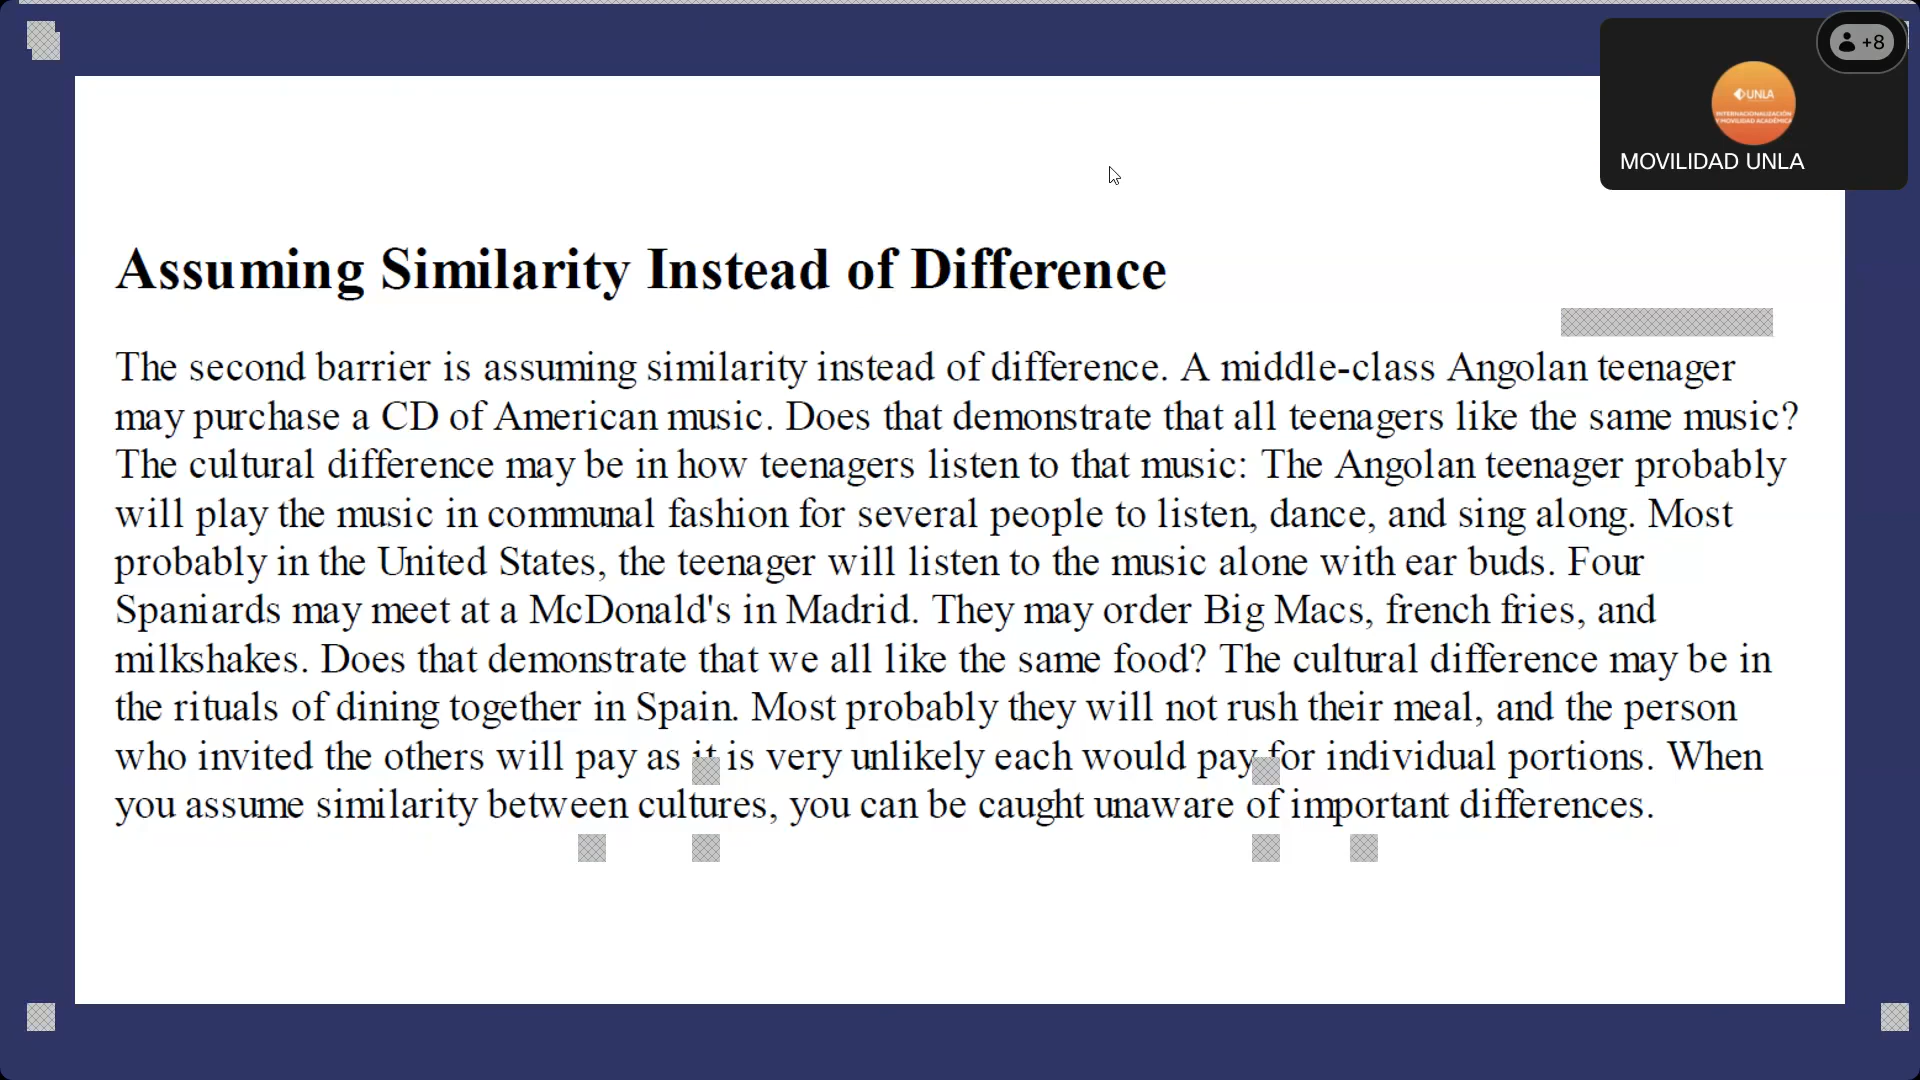 +8
UNLA
INTERNACIONALIZACIÓN
Y MOVILIDAD ACADÉMICA
MOVILIDAD UNLA
Assuming Similarity Instead of Difference
The second barrier is assuming similarity instead of difference. A middle-class Angolan teenager
may purchase a CD of American music. Does that demonstrate that all teenagers like the same music?
The cultural difference may be in how teenagers listen to that music: The Angolan teenager probably
will play the music in communal fashion for several people to listen, dance, and sing along. Most
probably in the United States, the teenager will listen to the music alone with ear buds. Four
Spaniards may meet at a McDonald's in Madrid. They may order Big Macs, french fries, and
milkshakes. Does that demonstrate that we all like the same food? The cultural difference may be in
the rituals of dining together in Spain. Most probably they will not rush their meal, and the person
who invited the others will pay as it is very unlikely each would pay for individual portions. When
you assume similarity between cultures, you can be caught unaware of important differences.